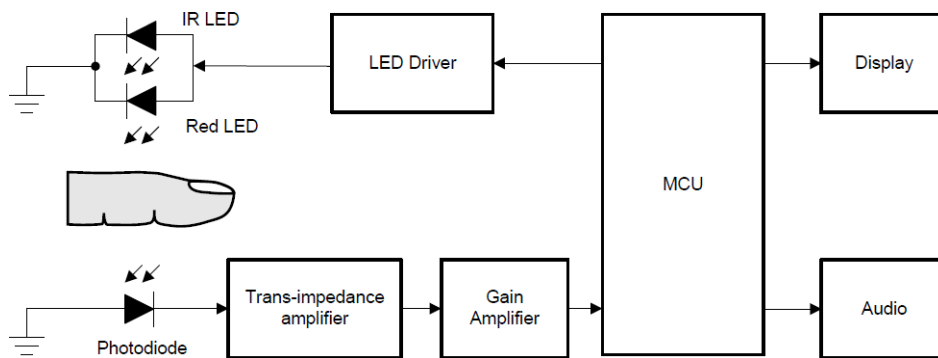 IR LED
LED Driver
Display
Red LED
MCU
Trans-impedance
amplifier
Gain
Amplifier
Audio
Photodiode